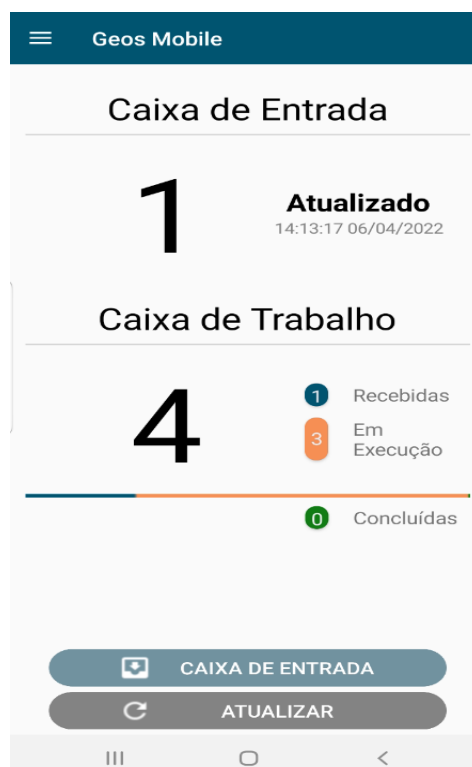 Geos Mobile
Caixa de Entrada
1
Atualizado
14:13:17 06/04/2022
Caixa de Trabalho
4
1 Recebidas
3 Em
Execução
0 Concluídas
CAIXA DE ENTRADA
ATUALIZAR